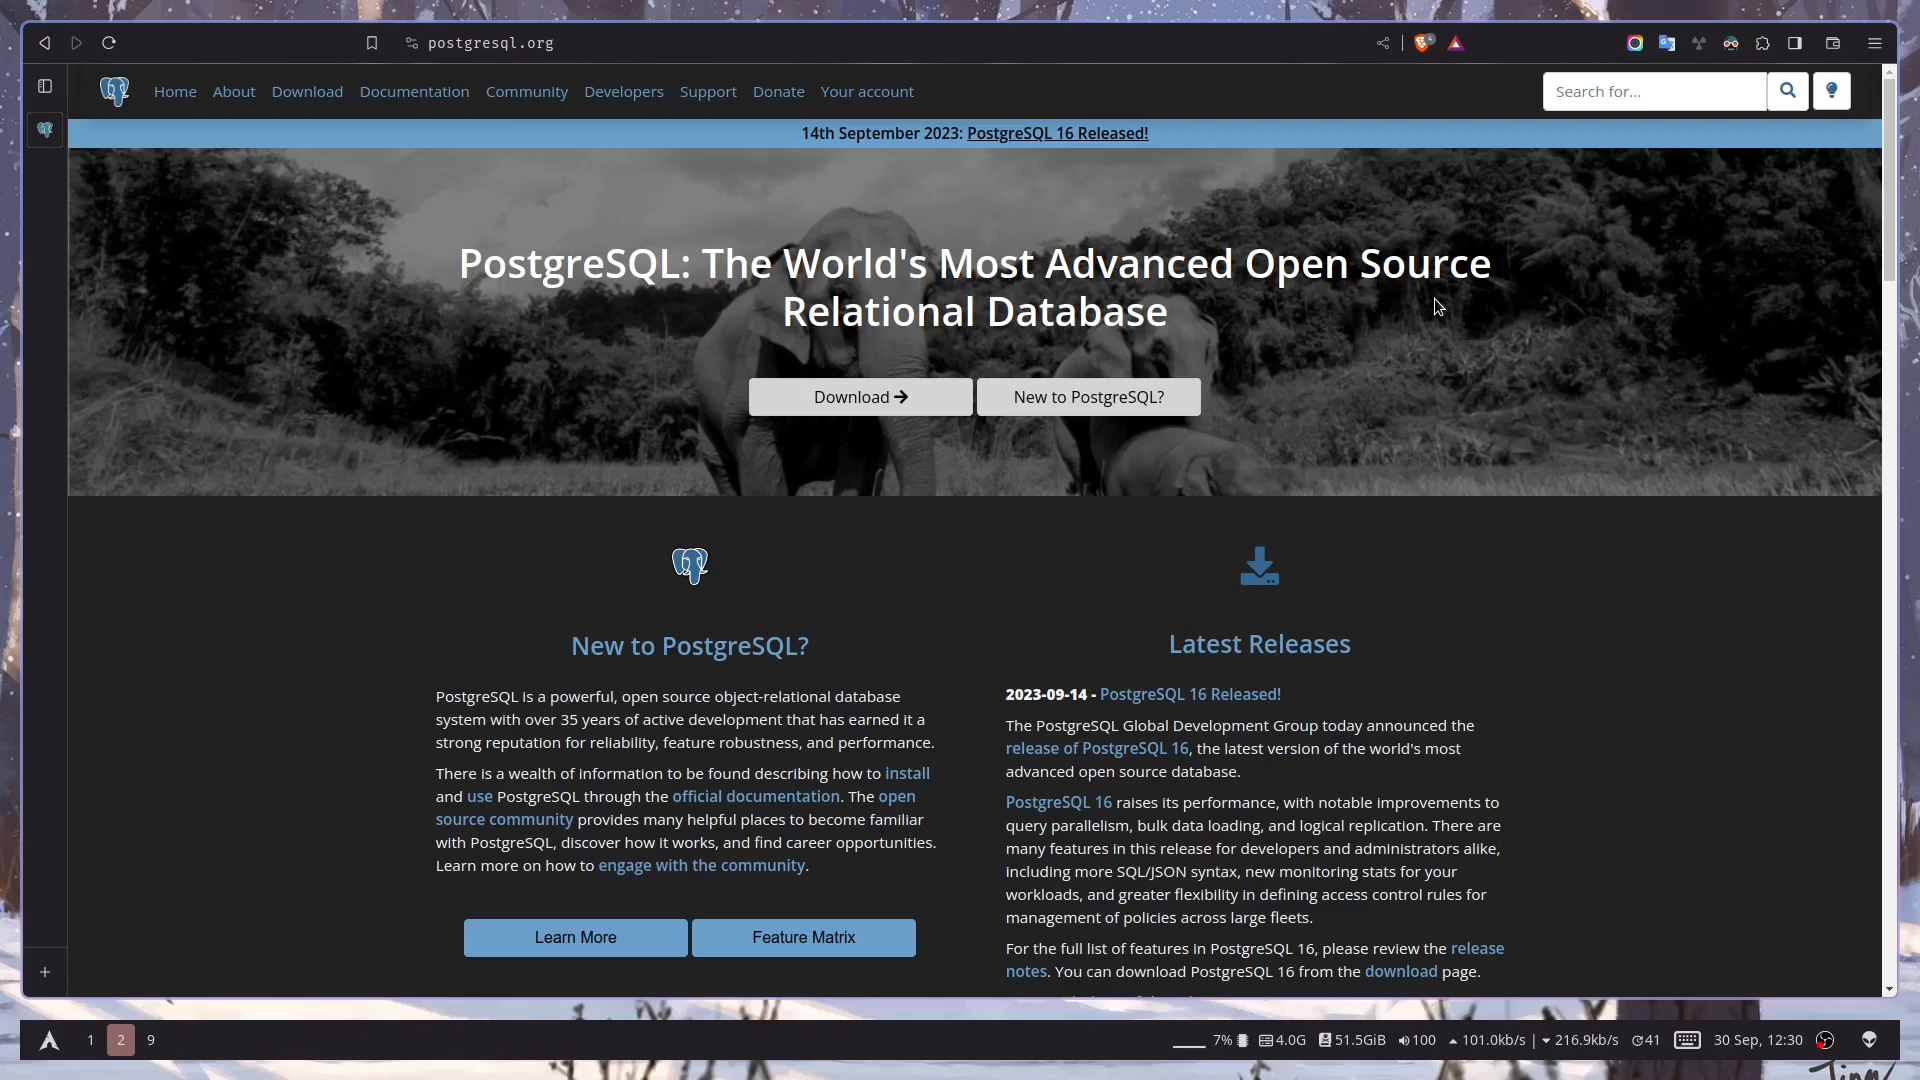 postgresql.org
4
Home About Download Documentation Community Developers Support Donate Your account
Search for...
14th September 2023: PostgreSQL 16 Released!
PostgreSQL: The World's Most Advanced Open Source
Relational Database
Download
New to PostgreSQL?
New to PostgreSQL?
PostgreSQL is a powerful, open source object-relational database
system with over 35 years of active development that has earned it a
strong reputation for reliability, feature robustness, and performance.
There is a wealth of information to be found describing how to install
and use PostgreSQL through the official documentation. The open
source community provides many helpful places to become familiar
with PostgreSQL, discover how it works, and find career opportunities.
Learn more on how to engage with the community.
Learn More
Feature Matrix
Latest Releases
2023-09-14 - PostgreSQL 16 Released!
The PostgreSQL Global Development Group today announced the
release of PostgreSQL 16, the latest version of the world's most
advanced open source database.
PostgreSQL 16 raises its performance, with notable improvements to
query parallelism, bulk data loading, and logical replication. There are
many features in this release for developers and administrators alike,
including more SQL/JSON syntax, new monitoring stats for your
workloads, and greater flexibility in defining access control rules for
management of policies across large fleets.
For the full list of features in PostgreSQL 16, please review the release
notes. You can download PostgreSQL 16 from the download page.
1 2 9
7% 4.0G 51.5GiB 100 101.0kb/s | 216.9kb/s 41 30 Sep, 12:30